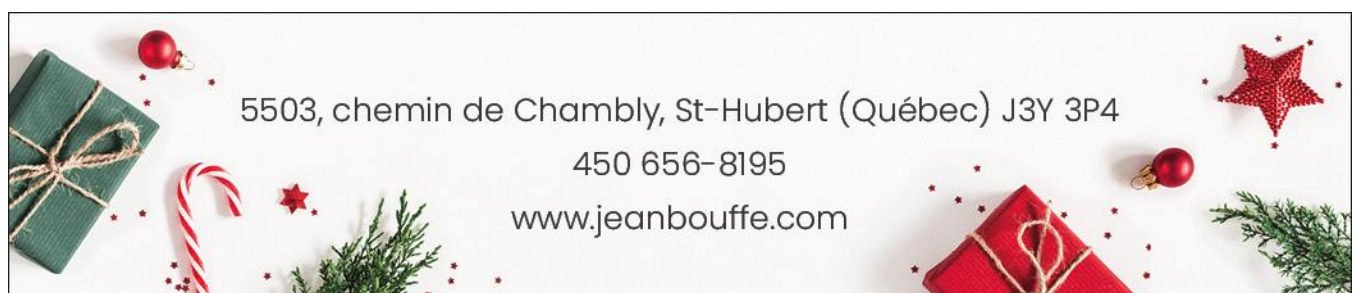 5503, chemin de Chambly, St-Hubert (Québec) J3Y 3P4
450 656-8195
www.jeanbouffe.com